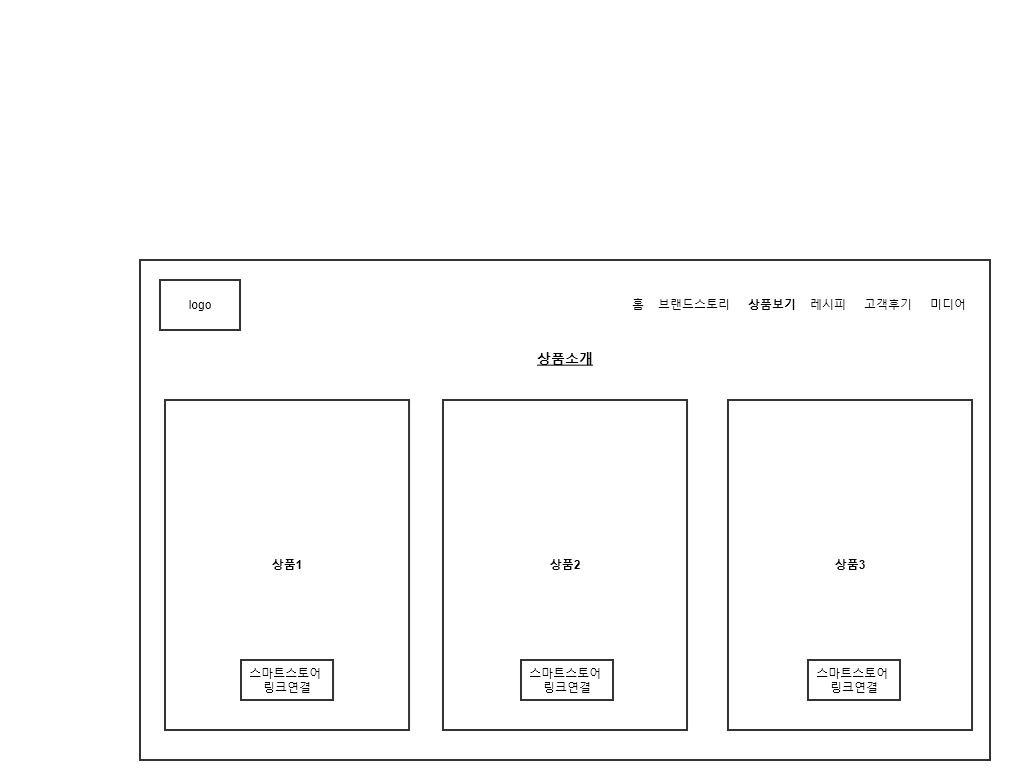 logo
홈 브랜드스토리 상품보기 레시피 고객후기 미디어
상품소개
상품1
상품2
상품3
스마트스토어
링크연결
스마트스토어
링크연결
스마트스토어
링크연결